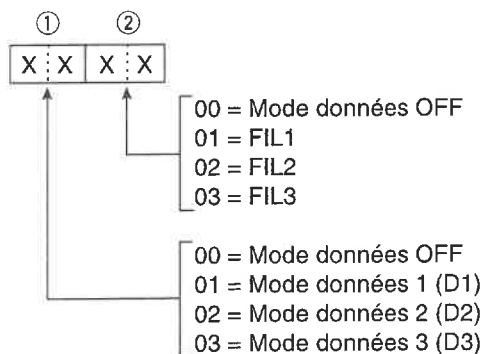 ① ②
X X X X
00 = Mode données OFF
01 = FIL1
02 = FIL2
03 = FIL3
00 = Mode données OFF
01 = Mode données 1 (D1)
02 = Mode données 2 (D2)
03 = Mode données 3 (D3)